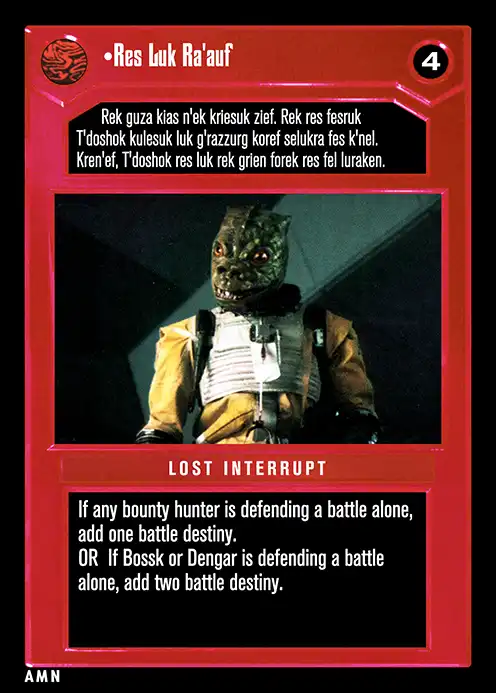 •Res Luk Ra'auf
4
Rek guza kias n'ek kriesuk zief. Rek res fesruk
T'doshok kulesuk luk g'razzurg koref selukra fes k'nel.
Kren'ef, T'doshok res luk rek grien forek res fel luraken.
LOST INTERRUPT
If any bounty hunter is defending a battle alone,
add one battle destiny.
OR If Bossk or Dengar is defending a battle
alone, add two battle destiny.
AMN